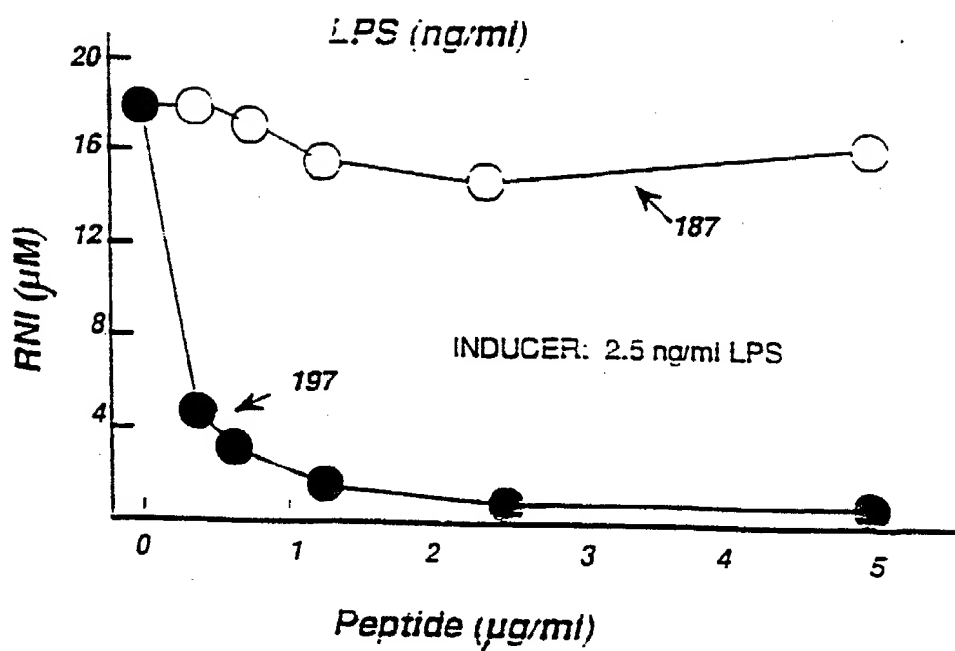 LPS (ng/ml)
20
16
12
8
4
RNI (µM)
187
INDUCER: 2.5 ng/ml LPS
197
0 1 2 3 4 5
Peptide (µg/ml)